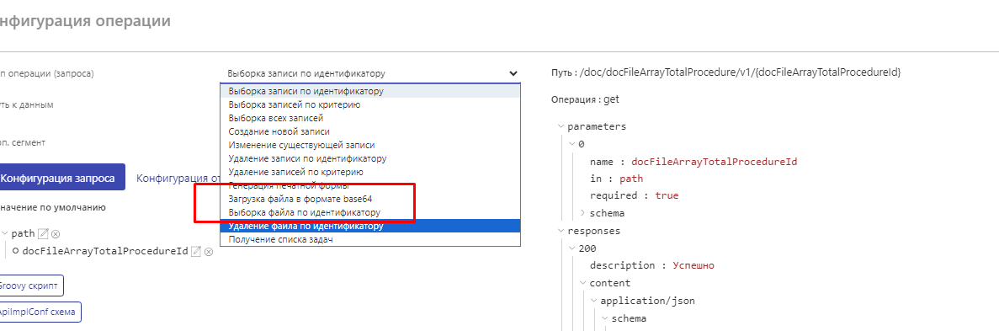 нфигурация операции
п операции (запроса)
Выборка записи по идентификатору
Выборка записи по идентификатору
Выборка записей по критерию
Выборка всех записей
Создание новой записи
Изменение существующей записи
Удаление записи по идентификатору
Удаление записей по критерию
Генерация печатной формы
Загрузка файла в формате base64
Выборка файла по идентификатору
Удаление файла по идентификатору
Получение списка задач
ть к данным
п. сегмент
Конфигурация запроса
Конфигурация от
начение по умолчанию
path
docFileArrayTotalProcedureId
Groovy скрипт
ApiImplConf схема
Путь : /doc/docFileArrayTotalProcedure/v1/{docFileArrayTotalProcedureId}
Операция : get
parameters
0
name : docFileArrayTotalProcedureId
in : path
required : true
schema
responses
200
description : Успешно
content
application/json
schema